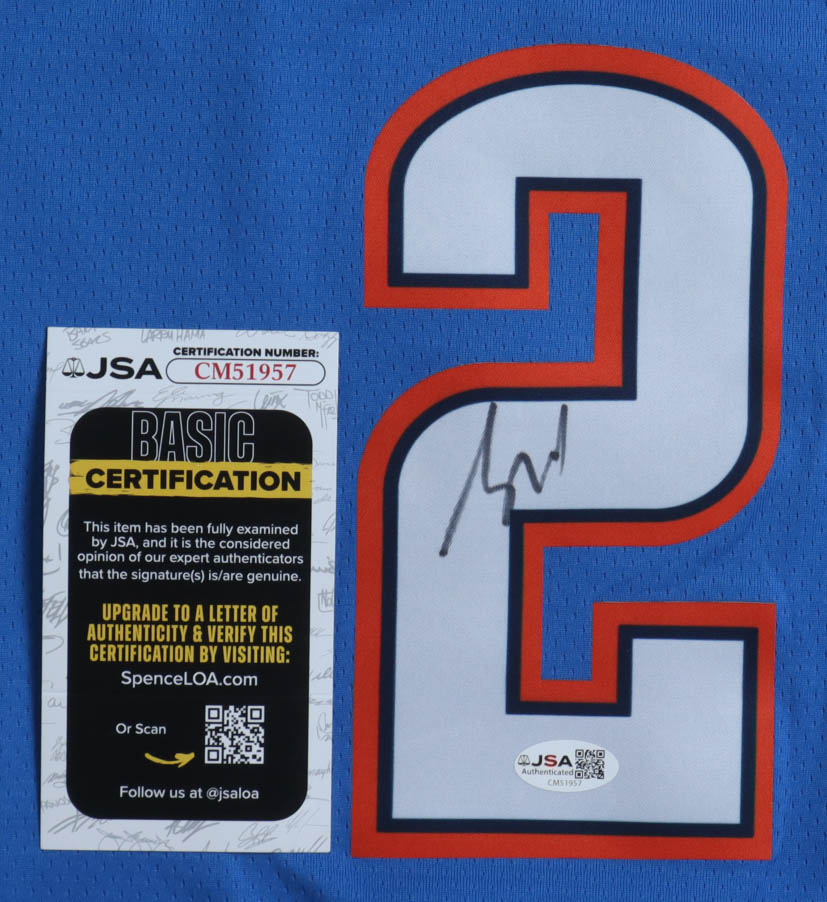 JSA
CERTIFICATION NUMBER:
CM51957
BASIC
CERTIFICATION
This item has been fully examined
by JSA, and it is the considered
opinion of our expert authenticators
that the signature(s) is/are genuine.
UPGRADE TO A LETTER OF
AUTHENTICITY & VERIFY THIS
CERTIFICATION BY VISITING:
SpenceLOA.com
Or Scan
Follow us at @jsaloa
2
JSA
Authenticated
CM51957